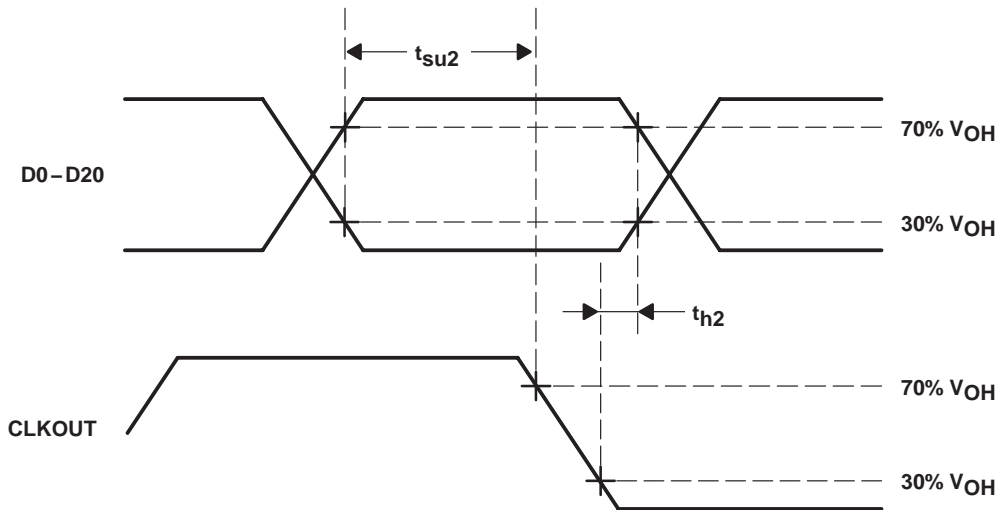 tsu2
70% VOH
D0–D20
30% VOH
th2
70% VOH
CLKOUT
30% VOH